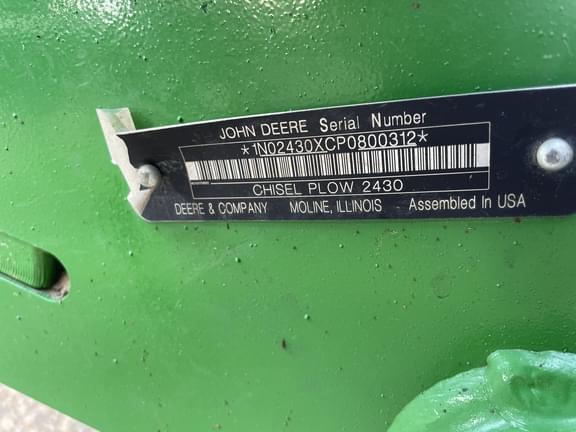 JOHN DEERE Serial Number
*1N02430XCP0800312*
CHISEL PLOW 2430
DEERE & COMPANY MOLINE, ILLINOIS Assembled In USA